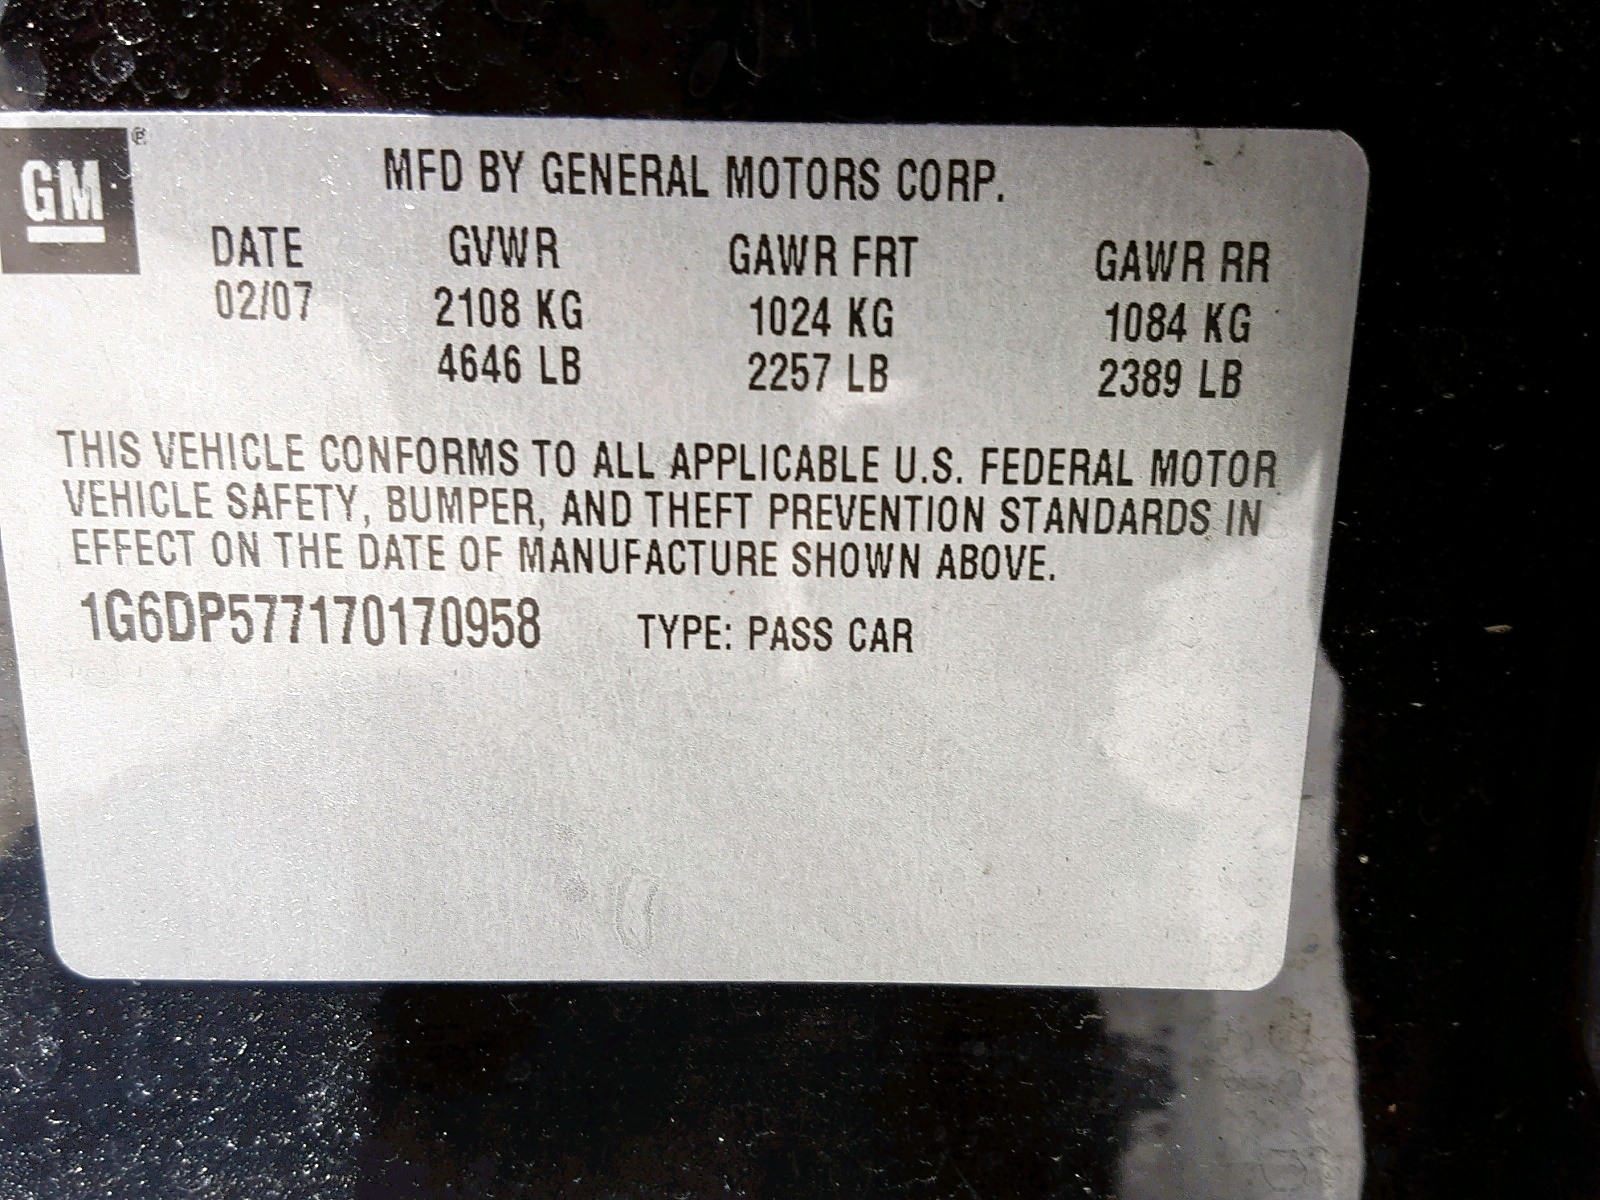 GM ®
MFD BY GENERAL MOTORS CORP.
DATE GVWR GAWR FRT GAWR RR
02/07 2108 KG 1024 KG 1084 KG
4646 LB 2257 LB 2389 LB
THIS VEHICLE CONFORMS TO ALL APPLICABLE U.S. FEDERAL MOTOR
VEHICLE SAFETY, BUMPER, AND THEFT PREVENTION STANDARDS IN
EFFECT ON THE DATE OF MANUFACTURE SHOWN ABOVE.
1G6DP577170170958 TYPE: PASS CAR